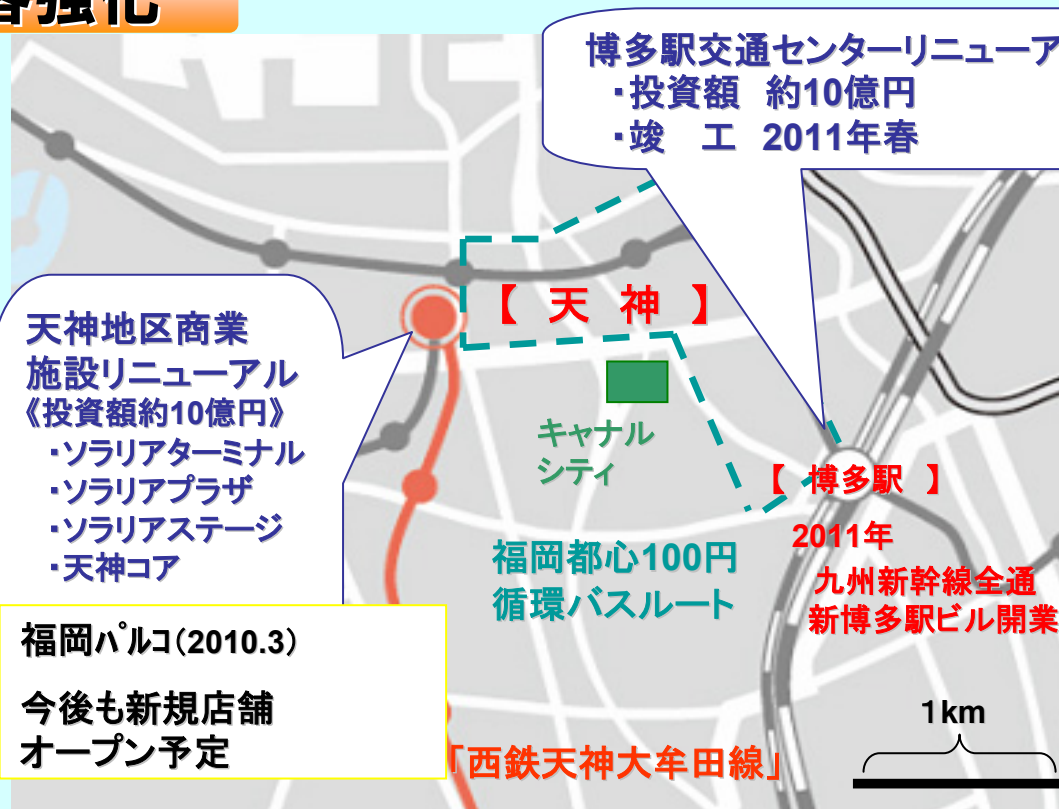 客強化
博多駅交通センターリニューア
・投資額 約10億円
・竣 工 2011年春
【 天 神 】
天神地区商業
施設リニューアル
《投資額約10億円》
・ソラリアターミナル
・ソラリアプラザ
・ソラリアステージ
・天神コア
キャナル
シティ
【 博多駅 】
2011年
九州新幹線全通
新博多駅ビル開業
福岡都心100円
循環バスルート
福岡パルコ(2010.3)
今後も新規店舗
オープン予定
「西鉄天神大牟田線」
1km